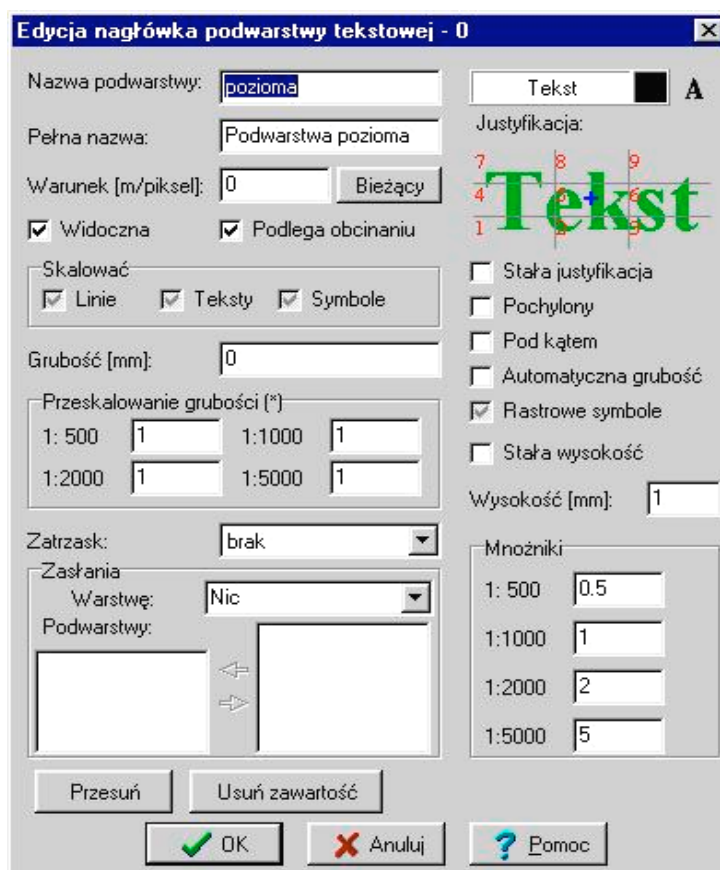 Edycja nagłówka podwarstwy tekstowej - 0
Nazwa podwarstwy: pozioma
Pełna nazwa: Podwarstwa pozioma
Warunek [m/piksel]: 0 Bieżący
Widoczna Podlega obcinaniu
Skalować
Linie Teksty Symbole
Grubość [mm]: 0
Przeskalowanie grubości (*)
1: 500 1 1:1000 1
1:2000 1 1:5000 1
Zatrzask: brak
Zasłania
Warstwę: Nic
Podwarstwy:
Przesuń Usuń zawartość
Tekst A
Justyfikacja:
7 8 9
4 6
1
Tekst
Stała justyfikacja
Pochylony
Pod kątem
Automatyczna grubość
Rastrowe symbole
Stała wysokość
Wysokość [mm]: 1
Mnożniki
1: 500 0.5
1:1000 1
1:2000 2
1:5000 5
OK Anuluj Pomoc